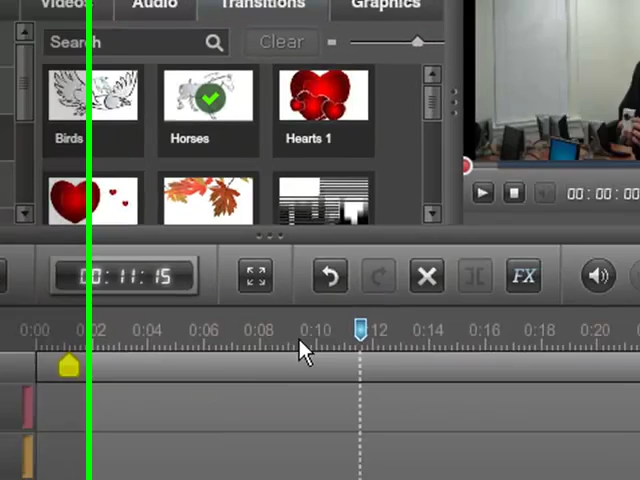 Videos Audio Transitions Graphics
Search Clear
Birds Horses Hearts 1
00:00:00
00:11:15 FX
0:00 0:02 0:04 0:06 0:08 0:10 12 0:14 0:16 0:18 0:20